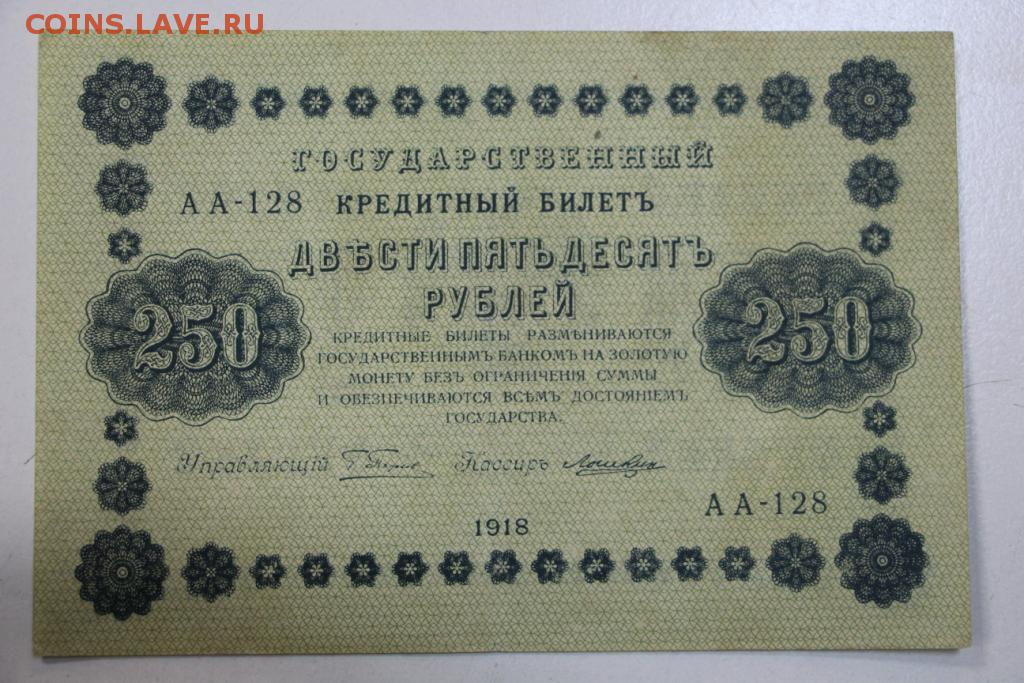 COINS.LAVE.RU
ГОСУДАРСТВЕННЫЙ
АА-128 КРЕДИТНЫЙ БИЛЕТЪ
ДВѢСТИ ПЯТЬДЕСЯТЪ
РУБЛЕЙ
250 250
КРЕДИТНЫЕ БИЛЕТЫ РАЗМѢНИВАЮТСЯ
ГОСУДАРСТВЕННЫМЪ БАНКОМЪ НА ЗОЛОТУЮ
МОНЕТУ БЕЗЪ ОГРАНИЧЕНІЯ СУММЫ
И ОБЕЗПЕЧИВАЮТСЯ ВСѢМЪ ДОСТОЯНІЕМЪ
ГОСУДАРСТВА.
Управляющій Кассиръ
АА-128
1918